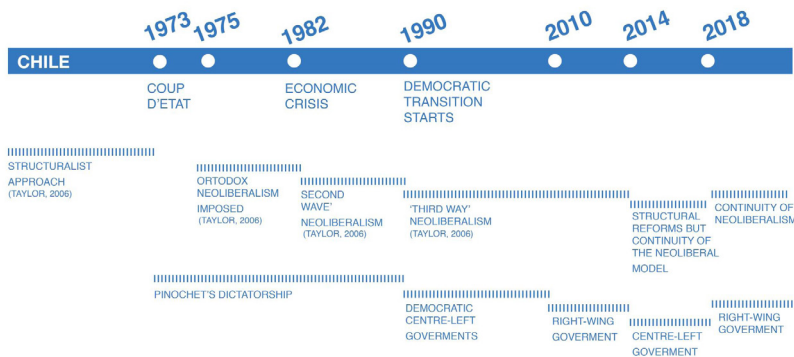 1973 1975 1982 1990 2010 2014 2018
CHILE
COUP
D'ETAT
ECONOMIC
CRISIS
DEMOCRATIC
TRANSITION
STARTS
STRUCTURALIST
APPROACH
(TAYLOR, 2006)
ORTODOX
NEOLIBERALISM
IMPOSED
(TAYLOR, 2006)
SECOND
WAVE'
NEOLIBERALISM
(TAYLOR, 2006)
'THIRD WAY'
NEOLIBERALISM
(TAYLOR, 2006)
STRUCTURAL
REFORMS BUT
CONTINUITY OF
THE NEOLIBERAL
MODEL
CONTINUITY OF
NEOLIBERALISM
PINOCHET'S DICTATORSHIP
DEMOCRATIC
CENTRE-LEFT
GOVERMENTS
RIGHT-WING
GOVERMENT
CENTRE-LEFT
GOVERMENT
RIGHT-WING
GOVERMENT